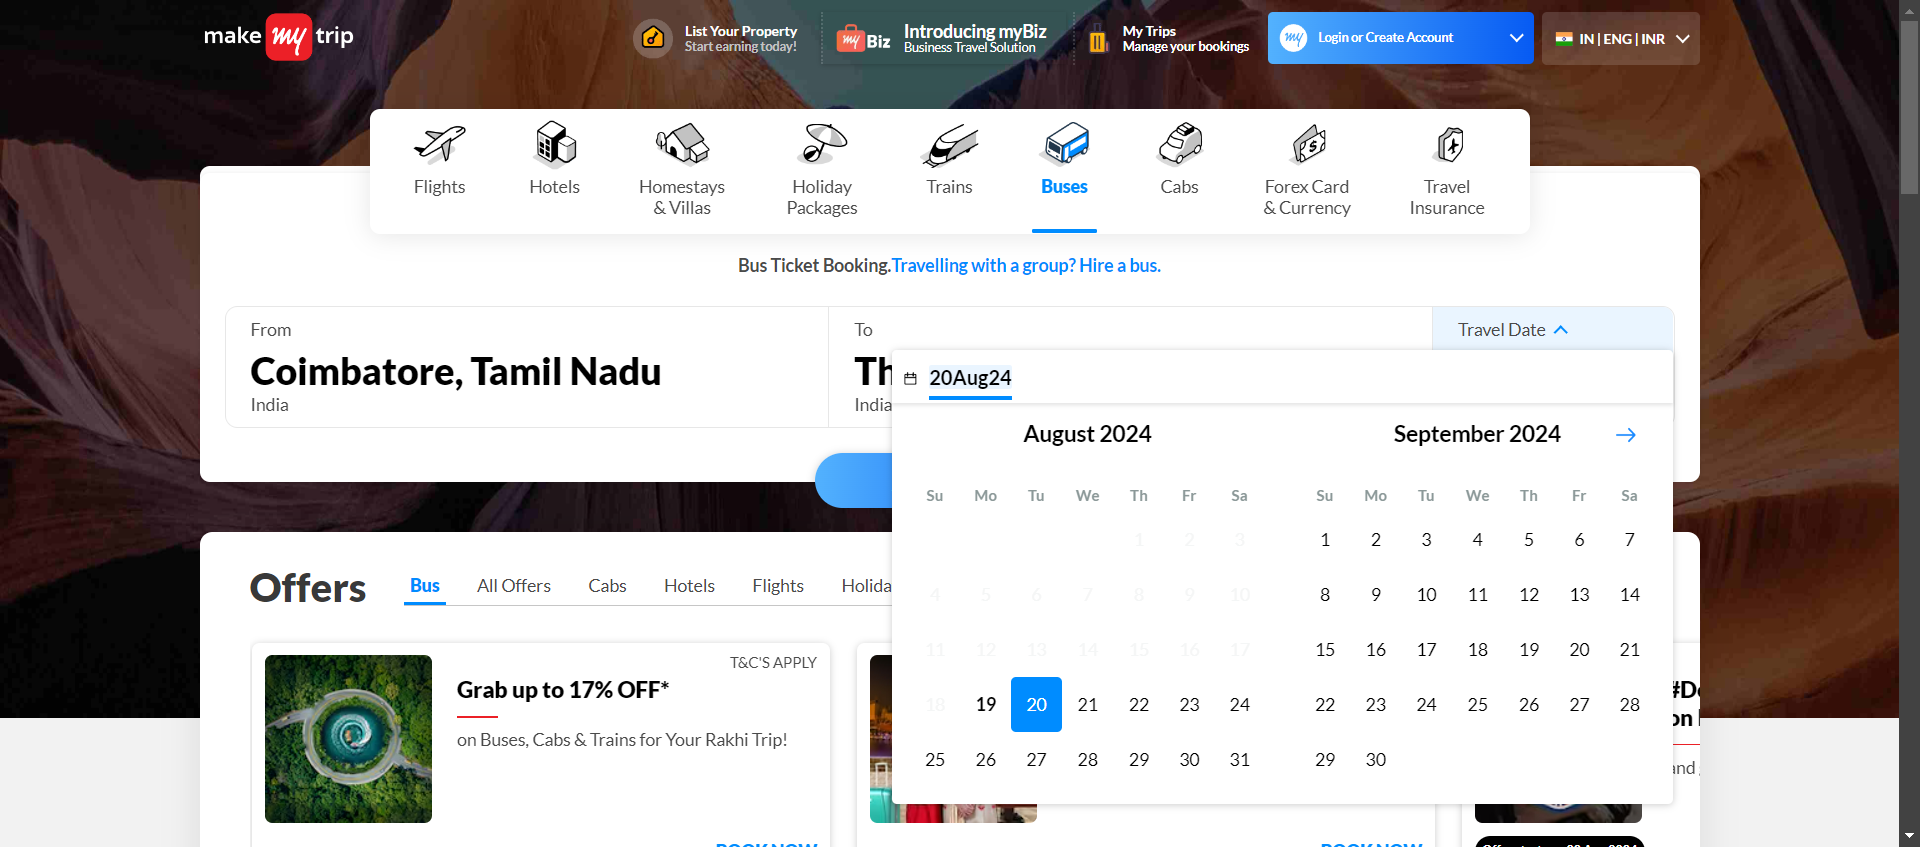 make my trip
List Your Property
Start earning today!
my Biz
Introducing myBiz
Business Travel Solution
My Trips
Manage your bookings
my Login or Create Account
IN | ENG | INR
Flights
Hotels
Homestays
& Villas
Holiday
Packages
Trains
Buses
Cabs
Forex Card
& Currency
Travel
Insurance
Bus Ticket Booking.Travelling with a group? Hire a bus.
From
Coimbatore, Tamil Nadu
India
To
Th
India
Travel Date
20Aug24
August 2024
Su Mo Tu We Th Fr Sa
1 2 3
4 5 6 7 8 9 10
11 12 13 14 15 16 17
18 19 20 21 22 23 24
25 26 27 28 29 30 31
September 2024
Su Mo Tu We Th Fr Sa
1 2 3 4 5 6 7
8 9 10 11 12 13 14
15 16 17 18 19 20 21
22 23 24 25 26 27 28
29 30
Offers
Bus
All Offers
Cabs
Hotels
Flights
Holida
T&C'S APPLY
Grab up to 17% OFF*
on Buses, Cabs & Trains for Your Rakhi Trip!
BOOK NOW
BOOK NOW
on
and